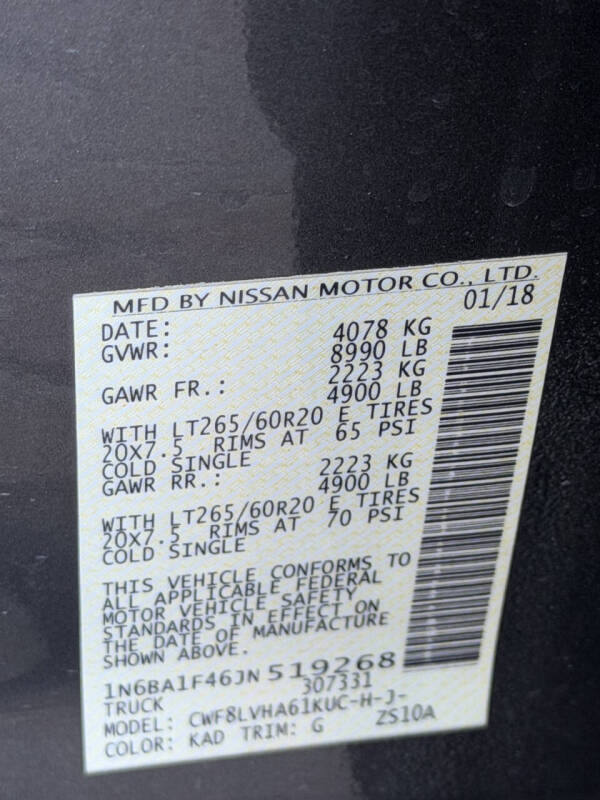 MFD BY NISSAN MOTOR CO., LTD.
DATE: 01/18
GVWR: 4078 KG
8990 LB
GAWR FR.: 2223 KG
4900 LB
WITH LT265/60R20 E TIRES
20X7.5 RIMS AT 65 PSI
COLD SINGLE
GAWR RR.: 2223 KG
4900 LB
WITH LT265/60R20 E TIRES
20X7.5 RIMS AT 70 PSI
COLD SINGLE
THIS VEHICLE CONFORMS TO
ALL APPLICABLE FEDERAL
MOTOR VEHICLE SAFETY
STANDARDS IN EFFECT ON
THE DATE OF MANUFACTURE
SHOWN ABOVE.
1N6BA1F46JN519268
TRUCK 307331
MODEL: CWF8LVHA61KUC-H-J-
COLOR: KAD TRIM: G ZS10A